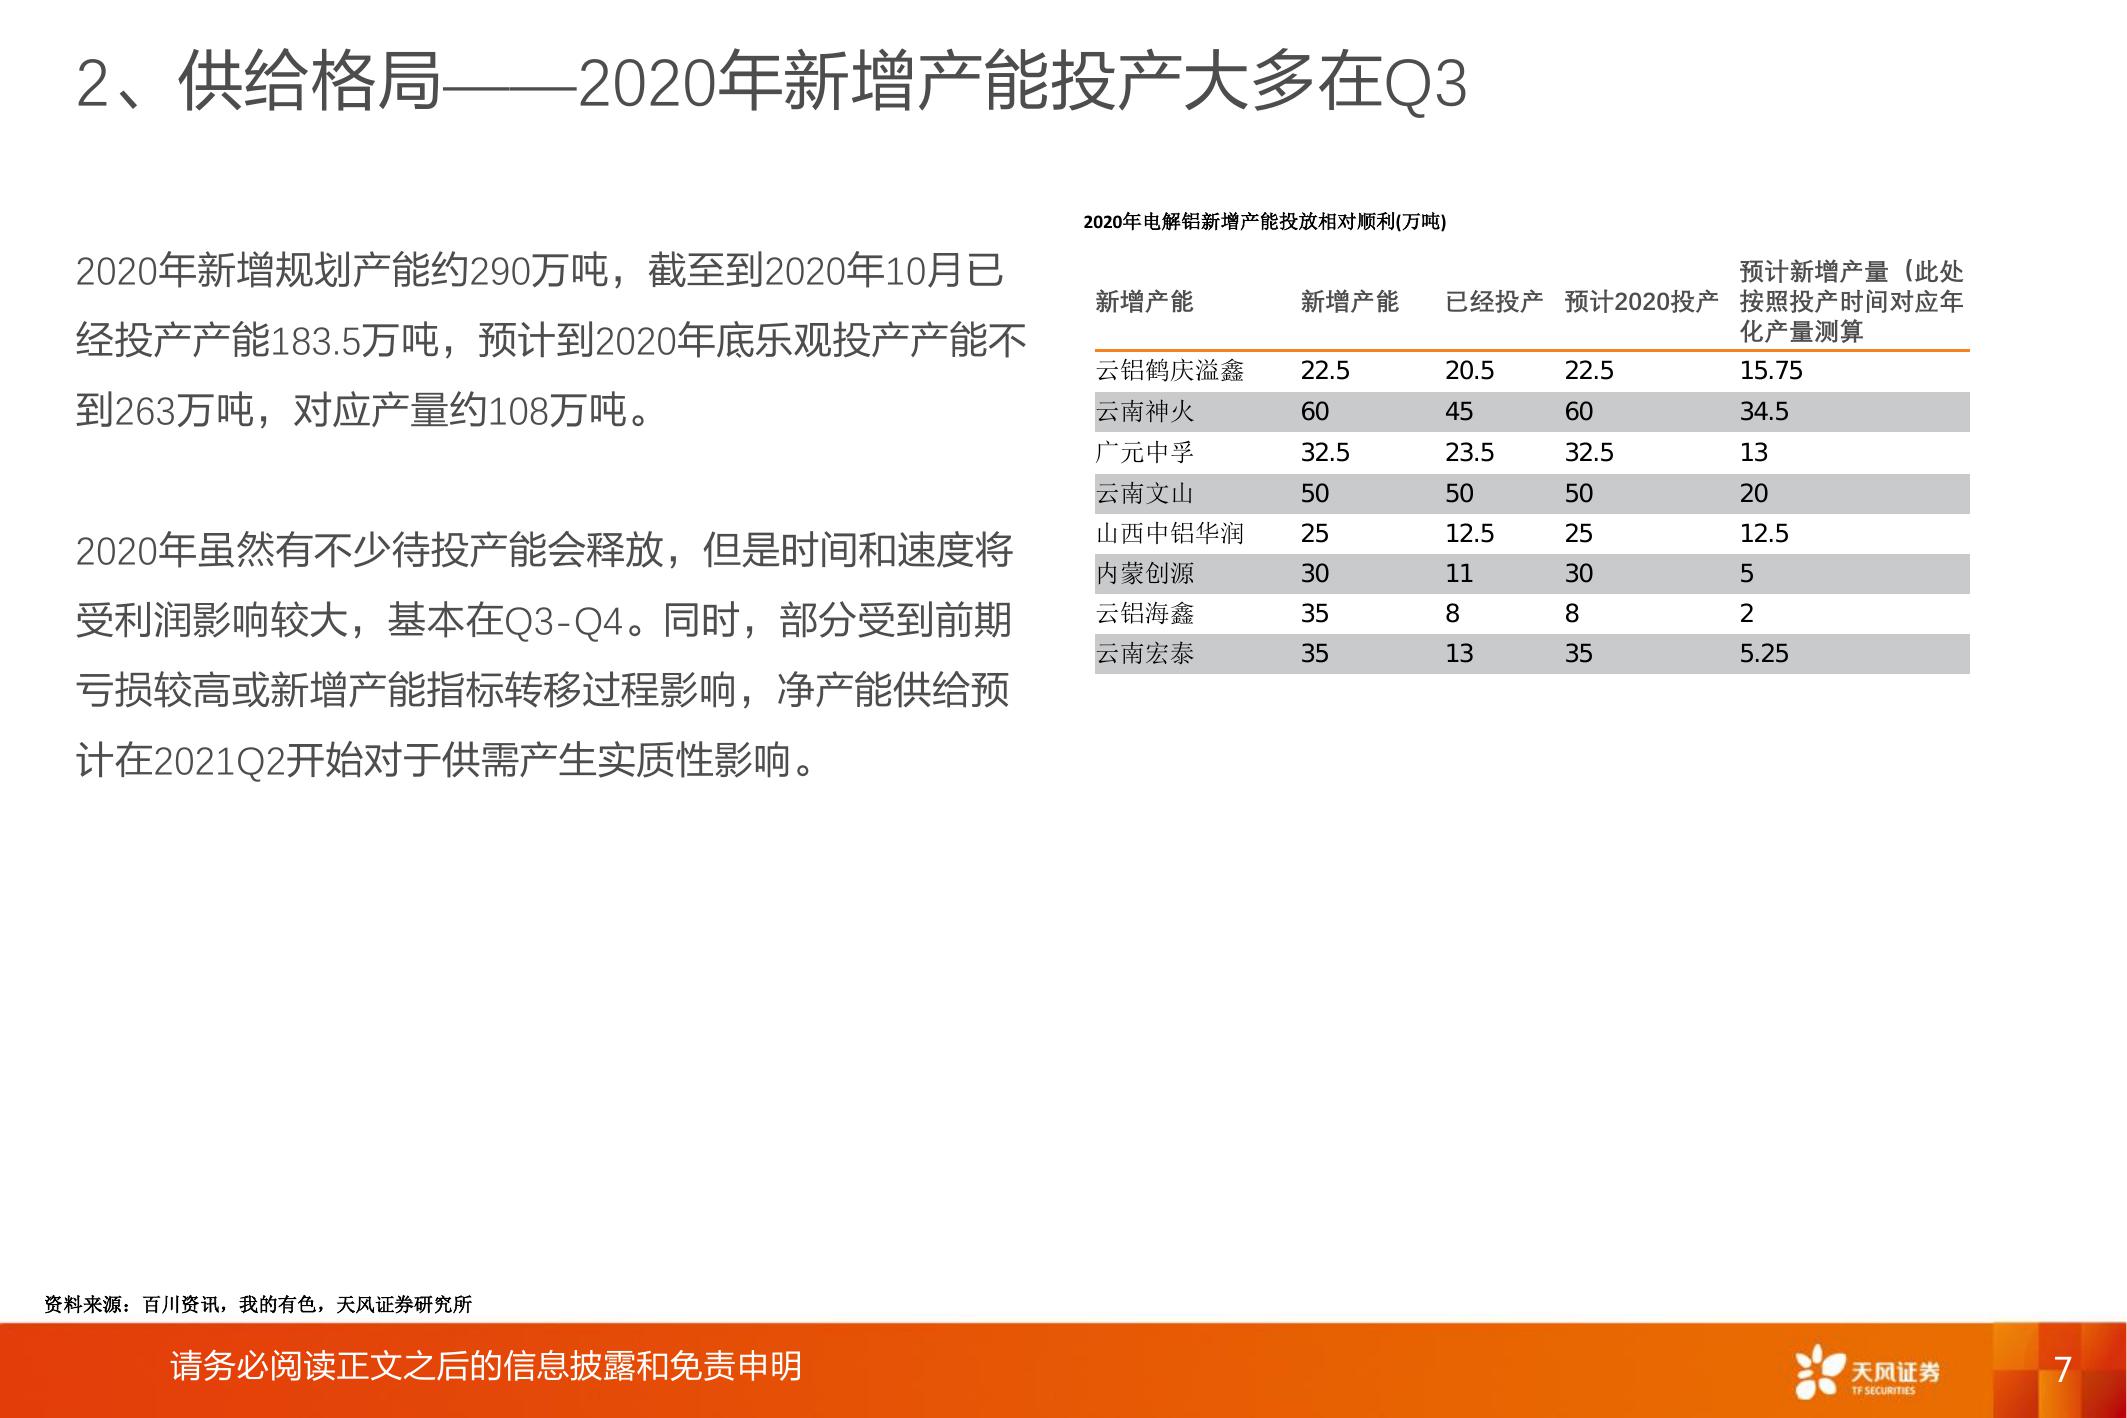 2、供给格局——2020年新增产能投产大多在Q3
2020年新增规划产能约290万吨，截至到2020年10月已
经投产产能183.5万吨，预计到2020年底乐观投产产能不
到263万吨，对应产量约108万吨。
2020年虽然有不少待投产能会释放，但是时间和速度将
受利润影响较大，基本在Q3-Q4。同时，部分受到前期
亏损较高或新增产能指标转移过程影响，净产能供给预
计在2021Q2开始对于供需产生实质性影响。
2020年电解铝新增产能投放相对顺利(万吨)
新增产能 新增产能 已经投产 预计2020投产 预计新增产量（此处
按照投产时间对应年
化产量测算
云铝鹤庆溢鑫 22.5 20.5 22.5 15.75
云南神火 60 45 60 34.5
广元中孚 32.5 23.5 32.5 13
云南文山 50 50 50 20
山西中铝华润 25 12.5 25 12.5
内蒙创源 30 11 30 5
云铝海鑫 35 8 8 2
云南宏泰 35 13 35 5.25
资料来源：百川资讯，我的有色，天风证券研究所
请务必阅读正文之后的信息披露和免责申明
天风证券
TF SECURITIES
7